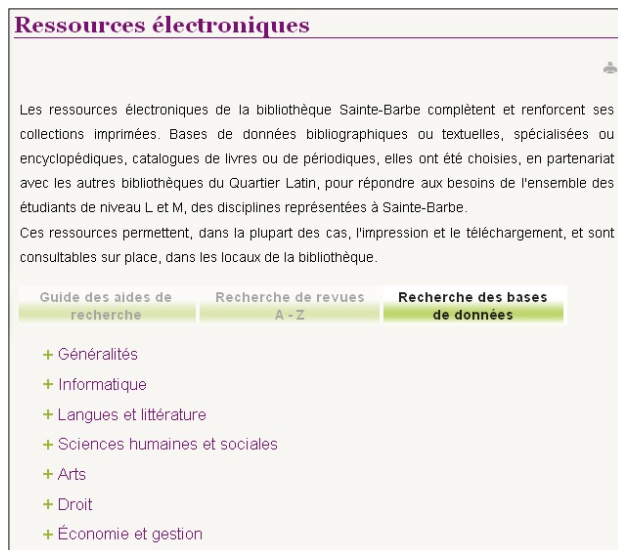 Ressources électroniques
Les ressources électroniques de la bibliothèque Sainte-Barbe complètent et renforcent ses
collections imprimées. Bases de données bibliographiques ou textuelles, spécialisées ou
encyclopédiques, catalogues de livres ou de périodiques, elles ont été choisies, en partenariat
avec les autres bibliothèques du Quartier Latin, pour répondre aux besoins de l'ensemble des
étudiants de niveau L et M, des disciplines représentées à Sainte-Barbe.
Ces ressources permettent, dans la plupart des cas, l'impression et le téléchargement, et sont
consultables sur place, dans les locaux de la bibliothèque.
Guide des aides de
recherche
Recherche de revues
A - Z
Recherche des bases
de données
+ Généralités
+ Informatique
+ Langues et littérature
+ Sciences humaines et sociales
+ Arts
+ Droit
+ Économie et gestion